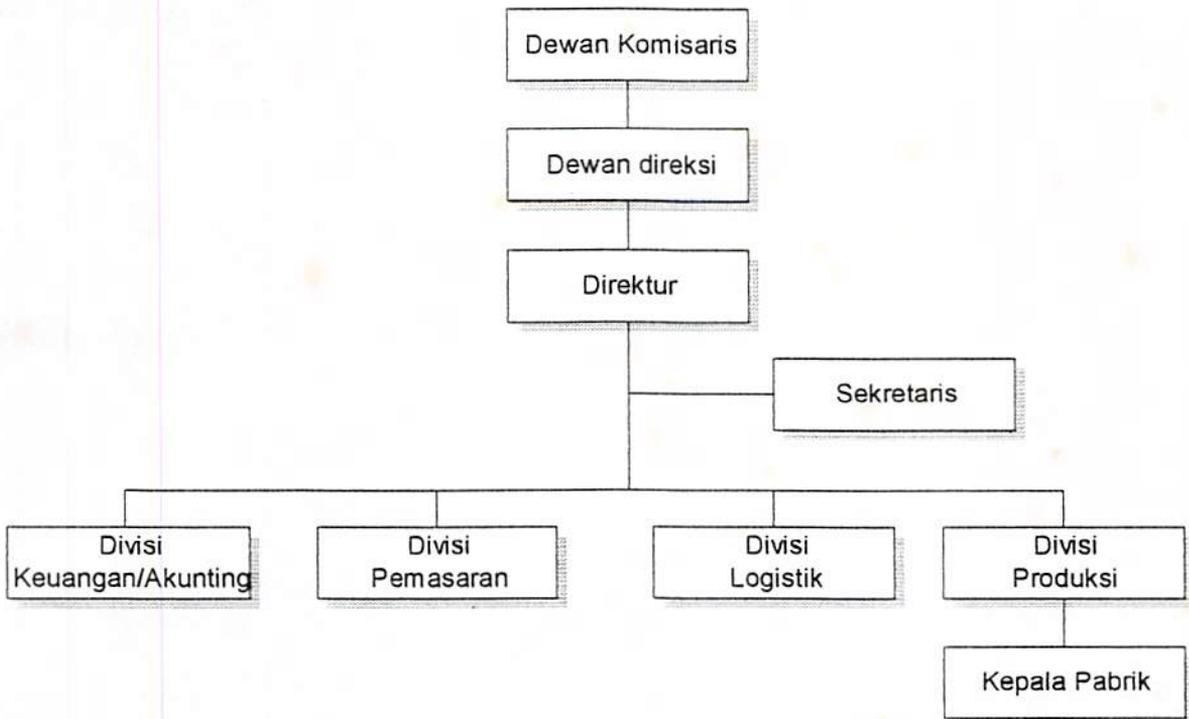 Dewan Komisaris
Dewan direksi
Direktur
Sekretaris
Divisi
Keuangan/Akunting
Divisi
Pemasaran
Divisi
Logistik
Divisi
Produksi
Kepala Pabrik